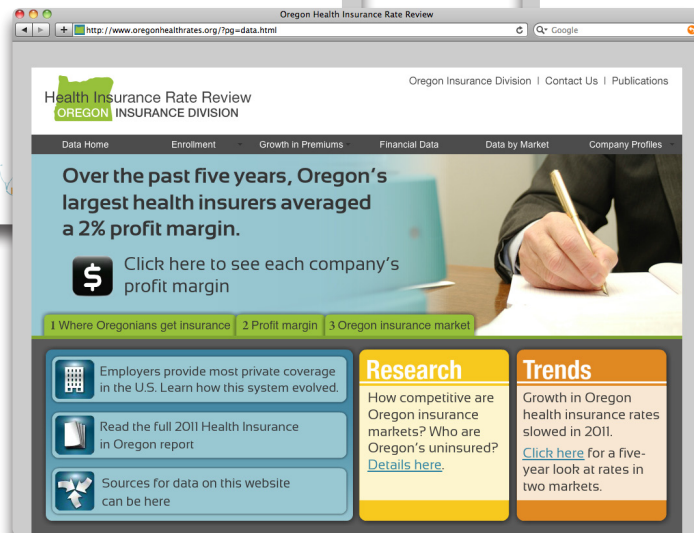 Oregon Health Insurance Rate Review
http://www.oregonhealthrates.org/?pg=data.html
Google
Oregon Insurance Division | Contact Us | Publications
Health Insurance Rate Review
OREGON INSURANCE DIVISION
Data Home Enrollment Growth in Premiums Financial Data Data by Market Company Profiles
Over the past five years, Oregon's
largest health insurers averaged
a 2% profit margin.
$
Click here to see each company's
profit margin
1 Where Oregonians get insurance 2 Profit margin 3 Oregon insurance market
Employers provide most private coverage
in the U.S. Learn how this system evolved.
Read the full 2011 Health Insurance
in Oregon report
Sources for data on this website
can be here
Research
How competitive are
Oregon insurance
markets? Who are
Oregon's uninsured?
Details here.
Trends
Growth in Oregon
health insurance rates
slowed in 2011.
Click here for a five-
year look at rates in
two markets.